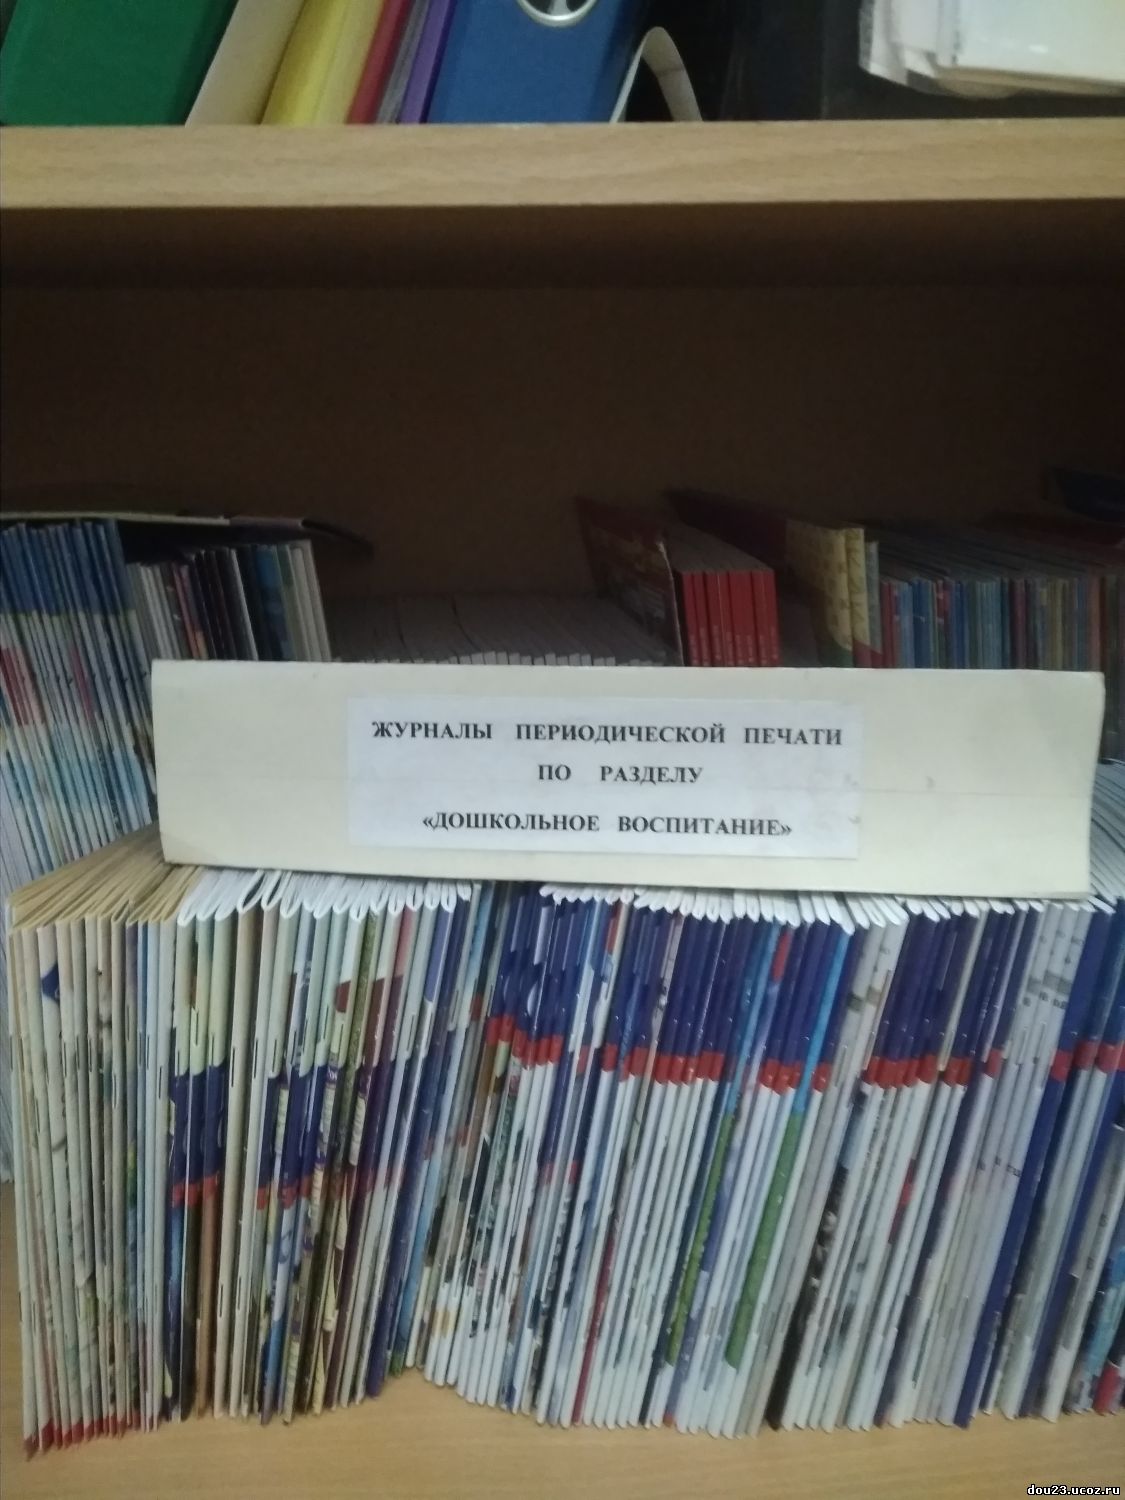 ЖУРНАЛЫ ПЕРИОДИЧЕСКОЙ ПЕЧАТИ
ПО РАЗДЕЛУ
«ДОШКОЛЬНОЕ ВОСПИТАНИЕ»
dou23.ucoz.ru